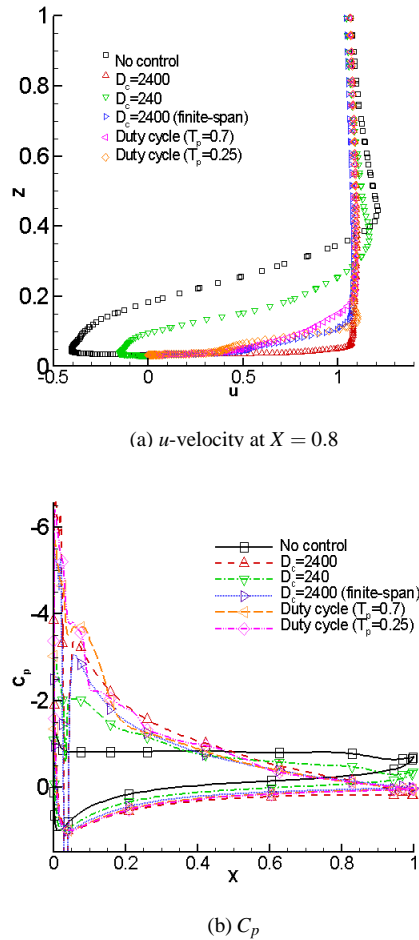 1
0.8
0.6
0.4
0.2
0
Z
No control
D_c=2400
D_c=240
D_c=2400 (finite-span)
Duty cycle (T_p=0.7)
Duty cycle (T_p=0.25)
-0.5 0 0.5 1
u
(a) u-velocity at X = 0.8
-6
-4
-2
0
C_p
No control
D_c=2400
D_c=240
D_c=2400 (finite-span)
Duty cycle (T_p=0.7)
Duty cycle (T_p=0.25)
0 0.2 0.4 0.6 0.8 1
X
(b) C_p